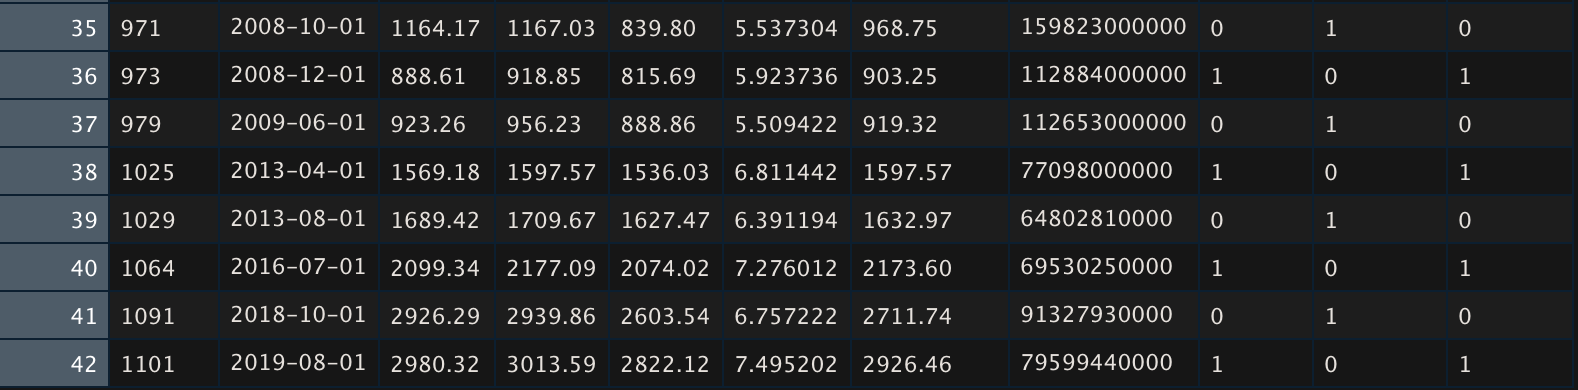 35 971 2008-10-01 1164.17 1167.03 839.80 5.537304 968.75 159823000000 0 1 0
36 973 2008-12-01 888.61 918.85 815.69 5.923736 903.25 112884000000 1 0 1
37 979 2009-06-01 923.26 956.23 888.86 5.509422 919.32 112653000000 0 1 0
38 1025 2013-04-01 1569.18 1597.57 1536.03 6.811442 1597.57 77098000000 1 0 1
39 1029 2013-08-01 1689.42 1709.67 1627.47 6.391194 1632.97 64802810000 0 1 0
40 1064 2016-07-01 2099.34 2177.09 2074.02 7.276012 2173.60 69530250000 1 0 1
41 1091 2018-10-01 2926.29 2939.86 2603.54 6.757222 2711.74 91327930000 0 1 0
42 1101 2019-08-01 2980.32 3013.59 2822.12 7.495202 2926.46 79599440000 1 0 1